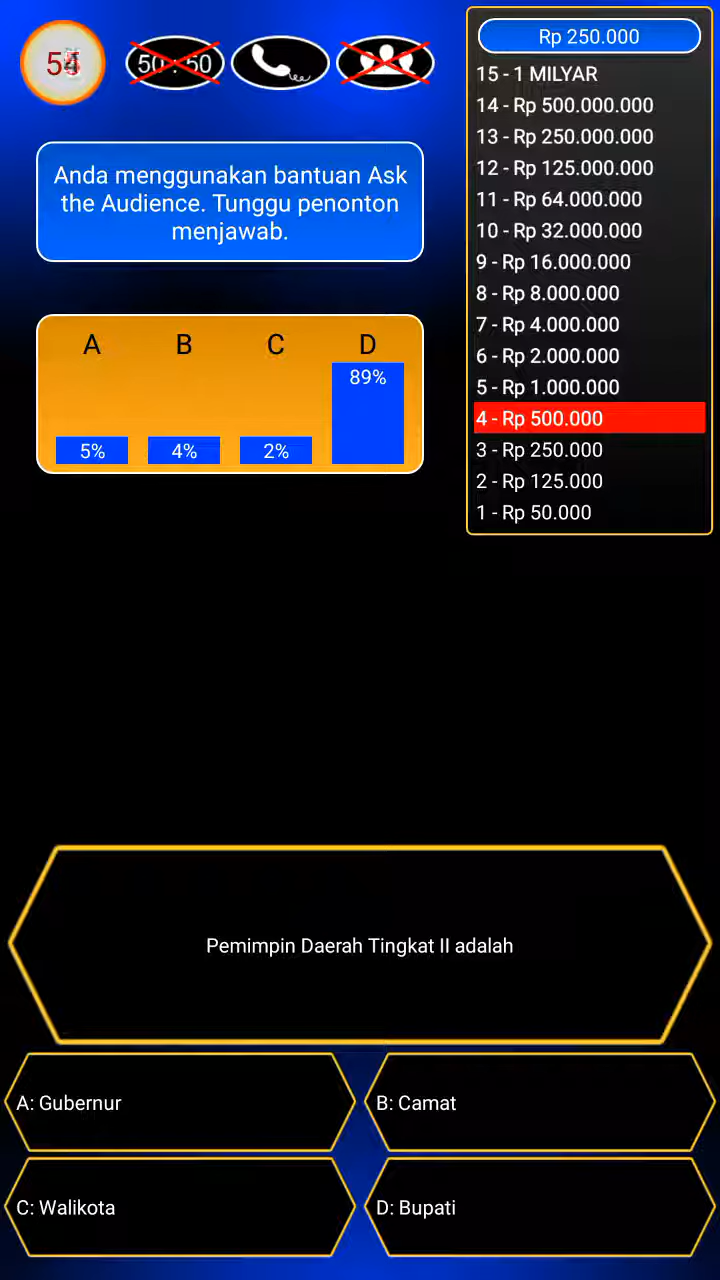 50 : 50
Rp 250.000
15 - 1 MILYAR
14 - Rp 500.000.000
13 - Rp 250.000.000
12 - Rp 125.000.000
11 - Rp 64.000.000
10 - Rp 32.000.000
9 - Rp 16.000.000
8 - Rp 8.000.000
7 - Rp 4.000.000
6 - Rp 2.000.000
5 - Rp 1.000.000
4 - Rp 500.000
3 - Rp 250.000
2 - Rp 125.000
1 - Rp 50.000
Anda menggunakan bantuan Ask
the Audience. Tunggu penonton
menjawab.
A B C D
5% 4% 2% 89%
Pemimpin Daerah Tingkat II adalah
A: Gubernur
B: Camat
C: Walikota
D: Bupati